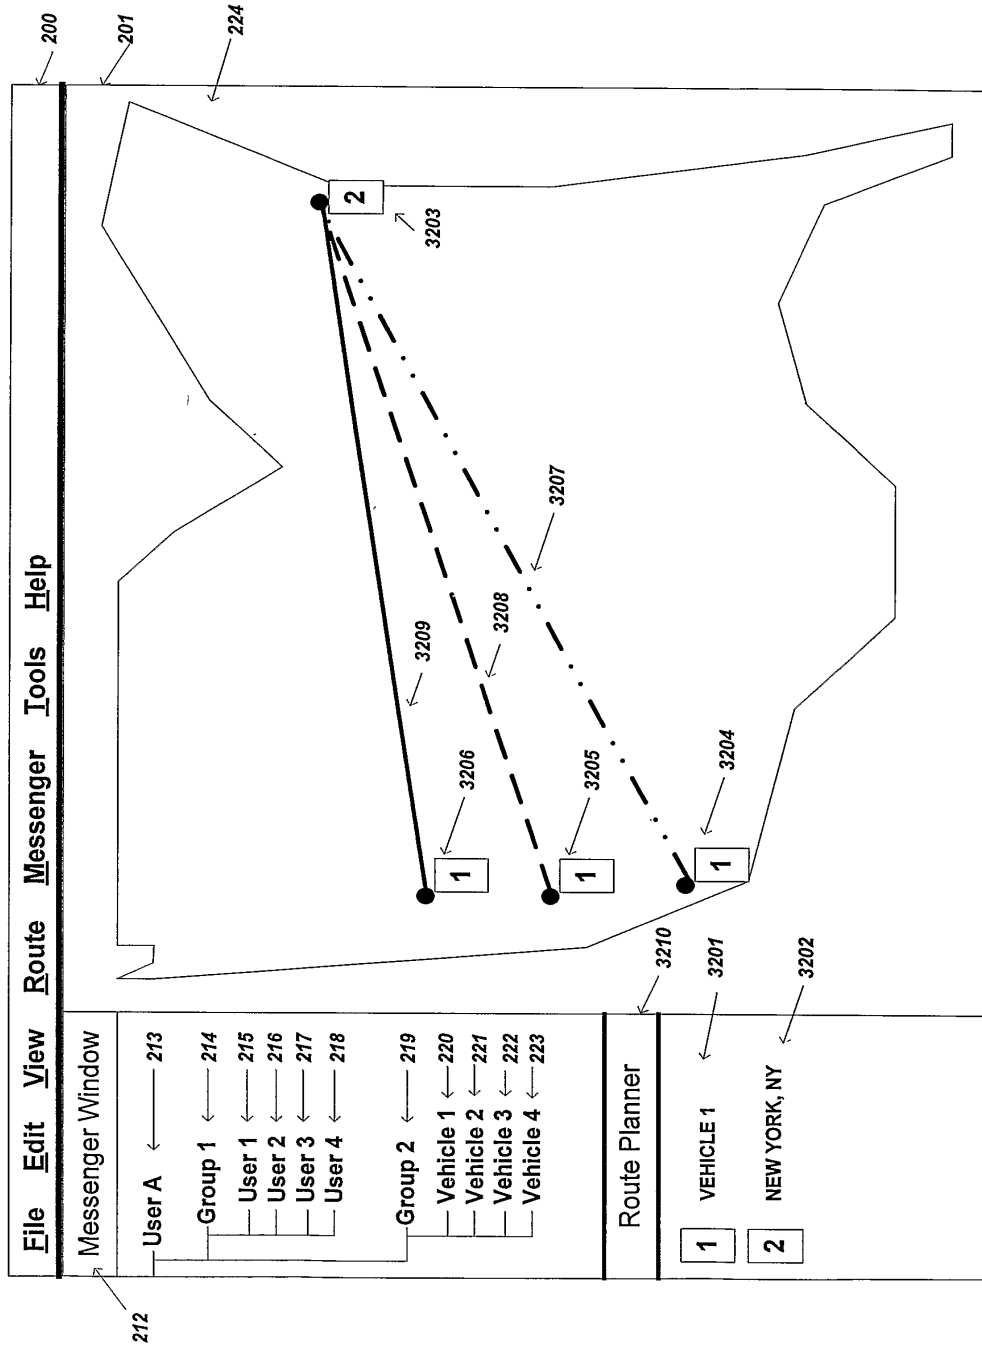 File Edit View Route Messenger Tools Help
200
201
224
212
Messenger Window
User A 213
Group 1 214
User 1 215
User 2 216
User 3 217
User 4 218
Group 2 219
Vehicle 1 220
Vehicle 2 221
Vehicle 3 222
Vehicle 4 223
Route Planner
3210
1 VEHICLE 1 3201
2 NEW YORK, NY 3202
2
3203
3209
3208
3207
1
3206
1
3205
1
3204